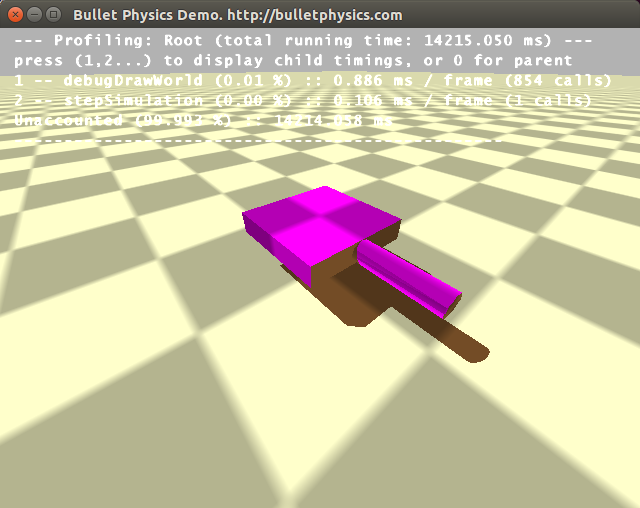 Bullet Physics Demo. http://bulletphysics.com
--- Profiling: Root (total running time: 14215.050 ms) ---
press (1,2...) to display child timings, or 0 for parent
1 -- debugDrawWorld (0.01 %) :: 0.886 ms / frame (854 calls)
2 -- stepSimulation (0.00 %) :: 0.106 ms / frame (1 calls)
Unaccounted (99.993 %) :: 14214.058 ms